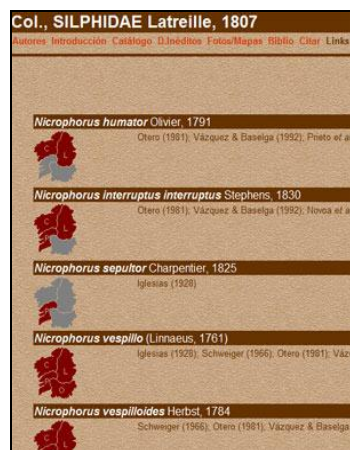 Col., SILPHIDAE Latreille, 1807
Autores Introducción Catálogo D.Inéditos Fotos/Mapas Biblio Citar Links
Nicrophorus humator Olivier, 1791
Otero (1981); Vázquez & Baselga (1992); Prieto et a
Nicrophorus interruptus interruptus Stephens, 1830
Otero (1981); Vázquez & Baselga (1992); Novoa et a
Nicrophorus sepultor Charpentier, 1825
Iglesias (1928)
Nicrophorus vespillo (Linnaeus, 1761)
Iglesias (1928); Schweiger (1966); Otero (1981); Váz
Nicrophorus vespilloides Herbst, 1784
Schweiger (1966); Otero (1981); Vázquez & Baselga